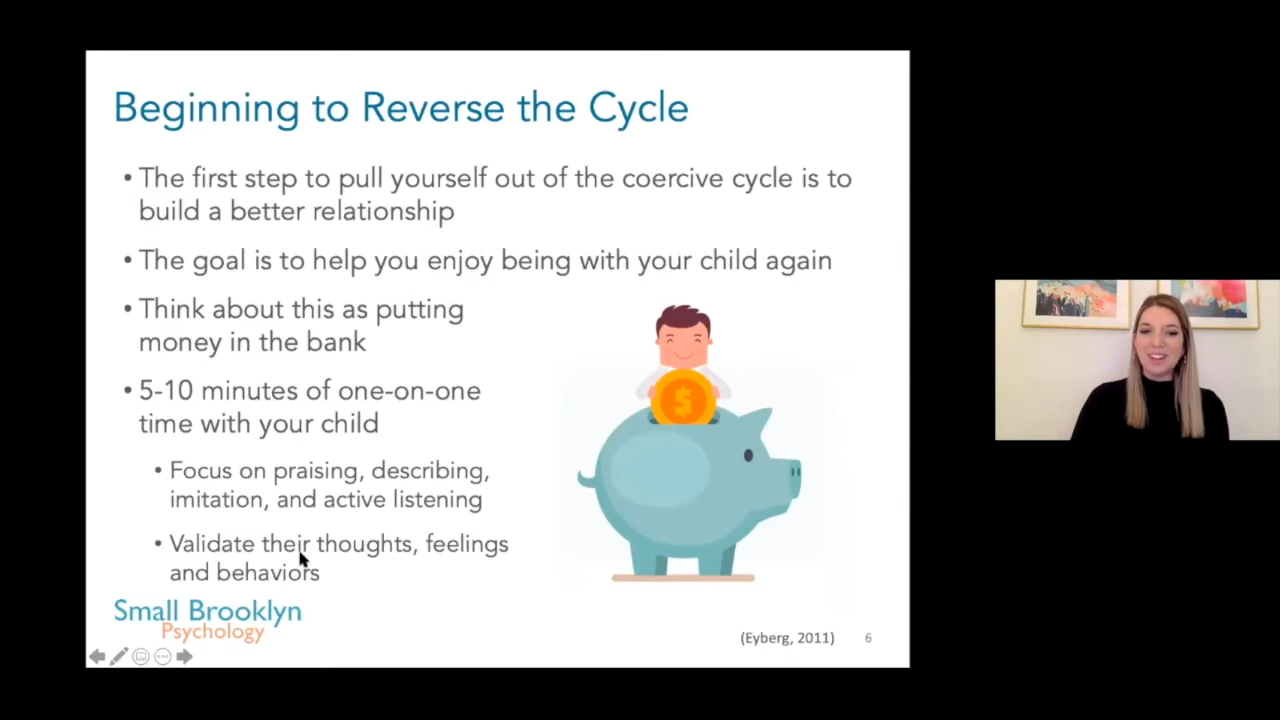 Beginning to Reverse the Cycle
• The first step to pull yourself out of the coercive cycle is to
build a better relationship
• The goal is to help you enjoy being with your child again
• Think about this as putting
money in the bank
• 5-10 minutes of one-on-one
time with your child
• Focus on praising, describing,
imitation, and active listening
• Validate their thoughts, feelings
and behaviors
$
Small Brooklyn
Psychology
(Eyberg, 2011)
6